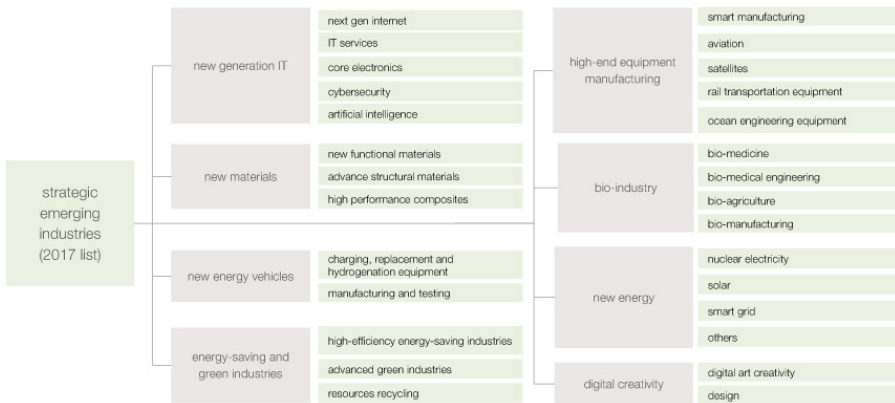 strategic
emerging
industries
(2017 list)
new generation IT
next gen internet
IT services
core electronics
cybersecurity
artificial intelligence
new materials
new functional materials
advance structural materials
high performance composites
new energy vehicles
charging, replacement and
hydrogenation equipment
manufacturing and testing
energy-saving and
green industries
high-efficiency energy-saving industries
advanced green industries
resources recycling
high-end equipment
manufacturing
smart manufacturing
aviation
satellites
rail transportation equipment
ocean engineering equipment
bio-industry
bio-medicine
bio-medical engineering
bio-agriculture
bio-manufacturing
new energy
nuclear electricity
solar
smart grid
others
digital creativity
digital art creativity
design